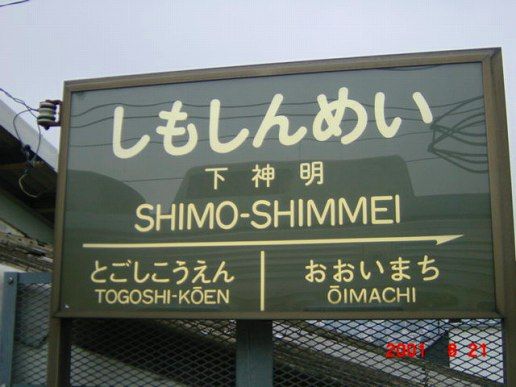 しもしんめい
下神明
SHIMO-SHIMMEI
とごしこうえん
TOGOSHI-KŌEN
おおいまち
ŌIMACHI
2001 8 21